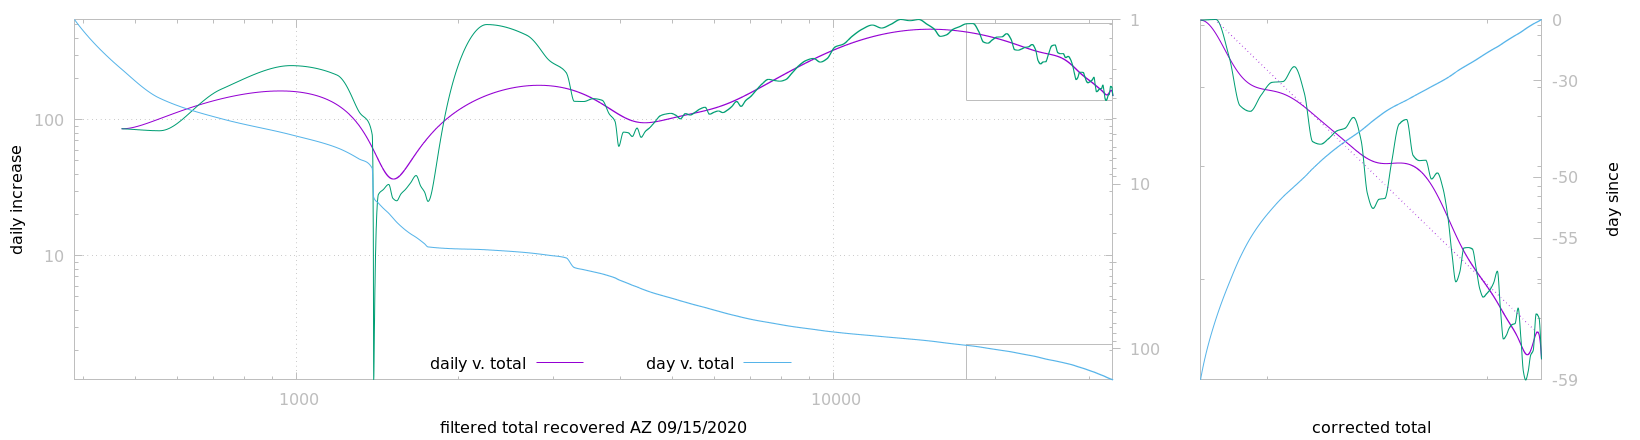 daily increase
100
10
1000
10000
1
10
100
daily v. total
day v. total
filtered total recovered AZ 09/15/2020
0
-30
-50
-55
-59
day since
corrected total